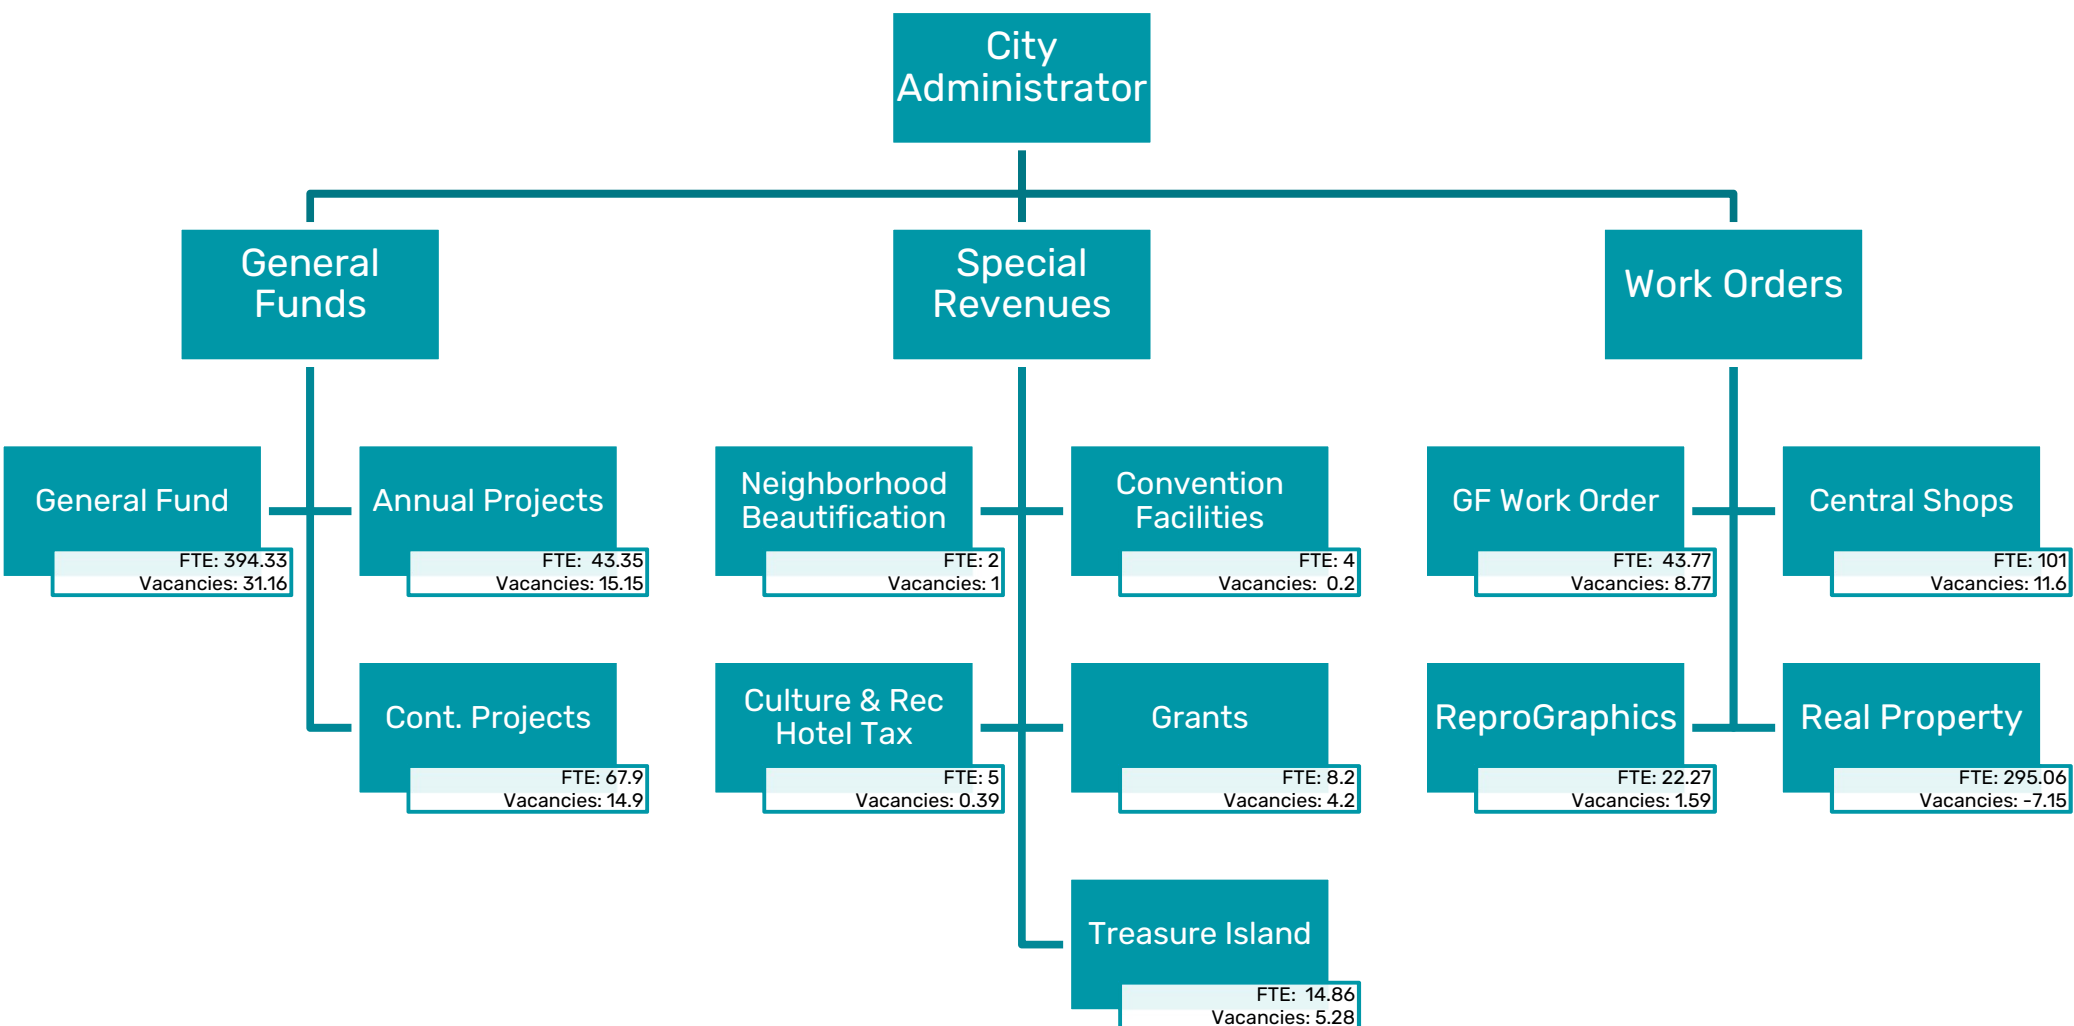 City
Administrator
General
Funds
Special
Revenues
Work Orders
General Fund
FTE: 394.33
Vacancies: 31.16
Annual Projects
FTE: 43.35
Vacancies: 15.15
Cont. Projects
FTE: 67.9
Vacancies: 14.9
Neighborhood
Beautification
FTE: 2
Vacancies: 1
Convention
Facilities
FTE: 4
Vacancies: 0.2
Culture & Rec
Hotel Tax
FTE: 5
Vacancies: 0.39
Grants
FTE: 8.2
Vacancies: 4.2
Treasure Island
FTE: 14.86
Vacancies: 5.28
GF Work Order
FTE: 43.77
Vacancies: 8.77
Central Shops
FTE: 101
Vacancies: 11.6
ReproGraphics
FTE: 22.27
Vacancies: 1.59
Real Property
FTE: 295.06
Vacancies: -7.15